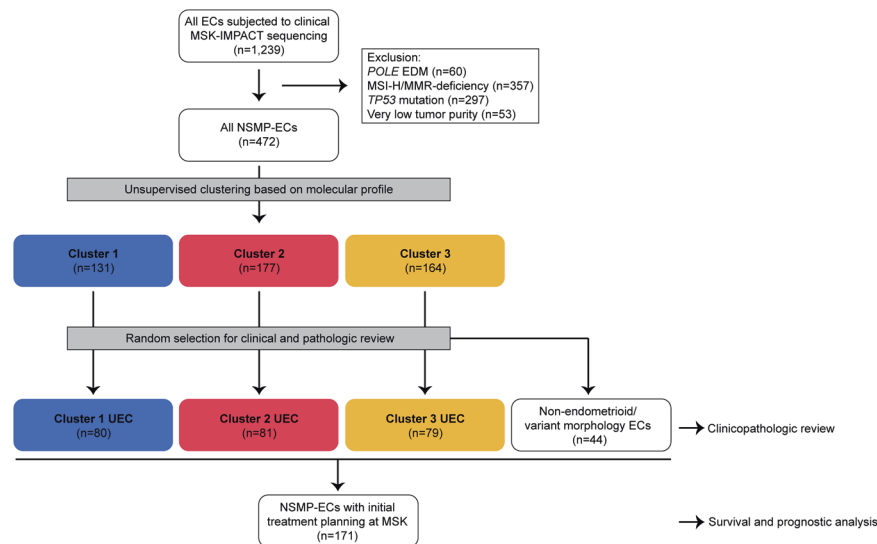 All ECs subjected to clinical
MSK-IMPACT sequencing
(n=1,239)
Exclusion:
POLE EDM (n=60)
MSI-H/MMR-deficiency (n=357)
TP53 mutation (n=297)
Very low tumor purity (n=53)
All NSMP-ECs
(n=472)
Unsupervised clustering based on molecular profile
Cluster 1
(n=131)
Cluster 2
(n=177)
Cluster 3
(n=164)
Random selection for clinical and pathologic review
Cluster 1 UEC
(n=80)
Cluster 2 UEC
(n=81)
Cluster 3 UEC
(n=79)
Non-endometrioid/
variant morphology ECs
(n=44)
Clinicopathologic review
NSMP-ECs with initial
treatment planning at MSK
(n=171)
Survival and prognostic analysis